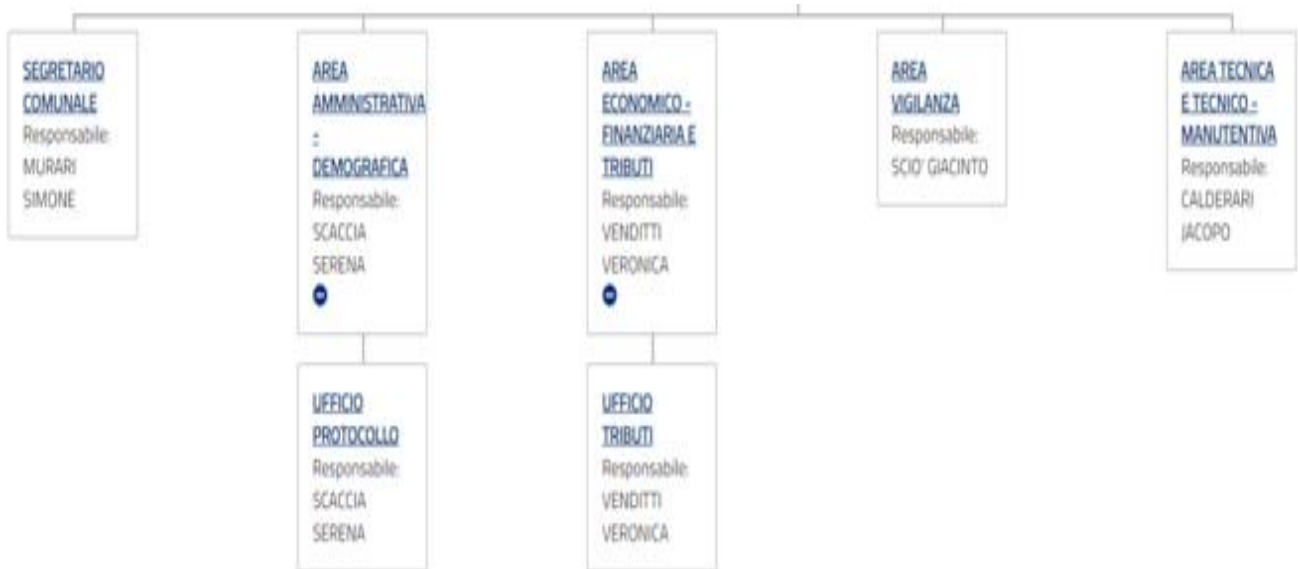 SEGRETARIO
COMUNALE
Responsabile:
MURARI
SIMONE
AREA
AMMINISTRATIVA
-
DEMOGRAFICA
Responsabile:
SCACCIA
SERENA
AREA
ECONOMICO -
FINANZIARIA E
TRIBUTI
Responsabile:
VENDITTI
VERONICA
AREA
VIGILANZA
Responsabile:
SCIO' GIACINTO
AREA TECNICA
E TECNICO -
MANUTENTIVA
Responsabile:
CALDERARI
JACOPO
UFFICIO
PROTOCOLLO
Responsabile:
SCACCIA
SERENA
UFFICIO
TRIBUTI
Responsabile:
VENDITTI
VERONICA